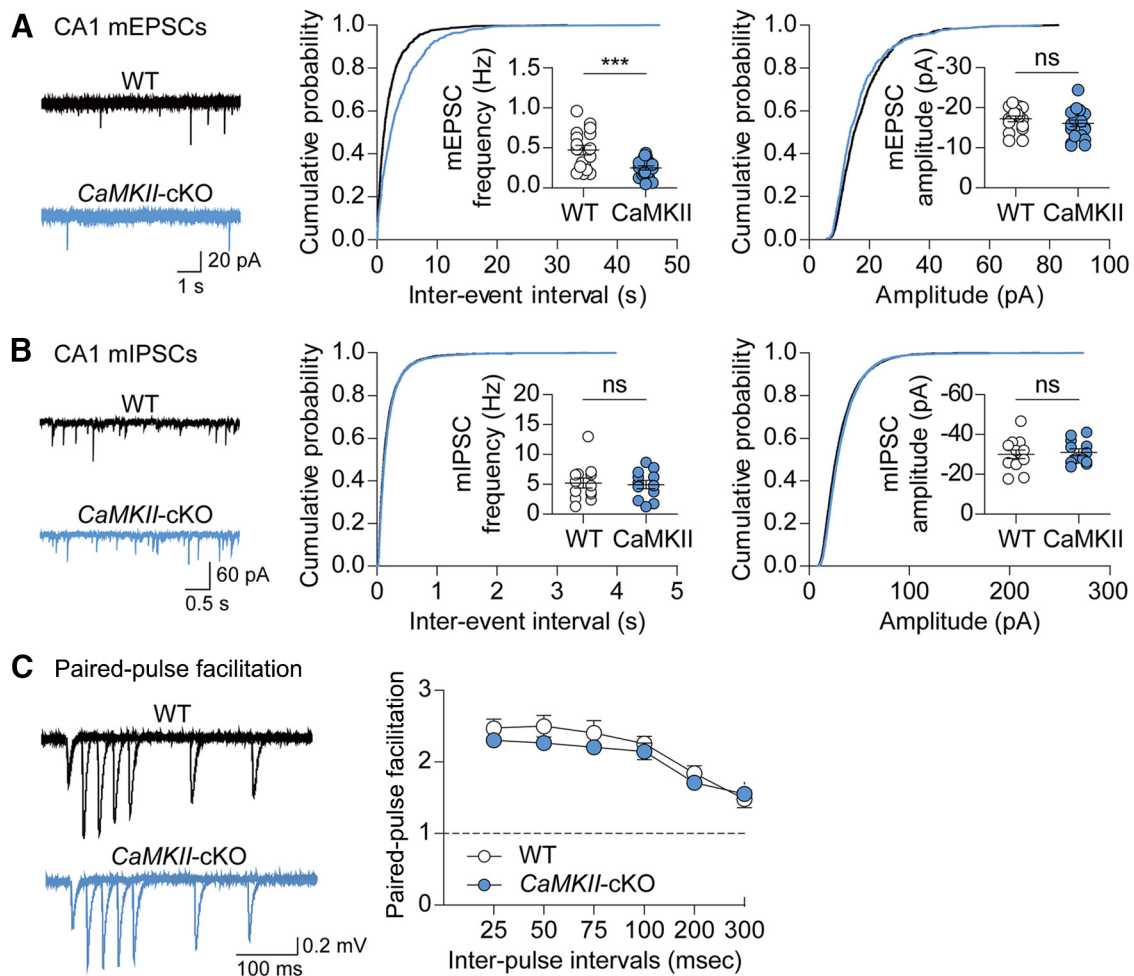 A CA1 mEPSCs
WT
CaMKII-cKO
20 pA
1 s
Cumulative probability
1.0
0.8
0.6
0.4
0.2
0.0
0 10 20 30 40 50
Inter-event interval (s)
mEPSC
frequency (Hz)
1.5
1.0
0.5
0.0
***
WT CaMKII
Cumulative probability
1.0
0.8
0.6
0.4
0.2
0.0
0 20 40 60 80 100
Amplitude (pA)
mEPSC
amplitude (pA)
-30
-20
-10
0
ns
WT CaMKII
B CA1 mIPSCs
WT
CaMKII-cKO
60 pA
0.5 s
Cumulative probability
1.0
0.8
0.6
0.4
0.2
0.0
0 1 2 3 4 5
Inter-event interval (s)
mIPSC
frequency (Hz)
20
15
10
5
0
ns
WT CaMKII
Cumulative probability
1.0
0.8
0.6
0.4
0.2
0.0
0 100 200 300
Amplitude (pA)
mIPSC
amplitude (pA)
-60
-40
-20
0
ns
WT CaMKII
C Paired-pulse facilitation
WT
CaMKII-cKO
0.2 mV
100 ms
Paired-pulse facilitation
3
2
1
0
WT
CaMKII-cKO
25 50 75 100 200 300
Inter-pulse intervals (msec)